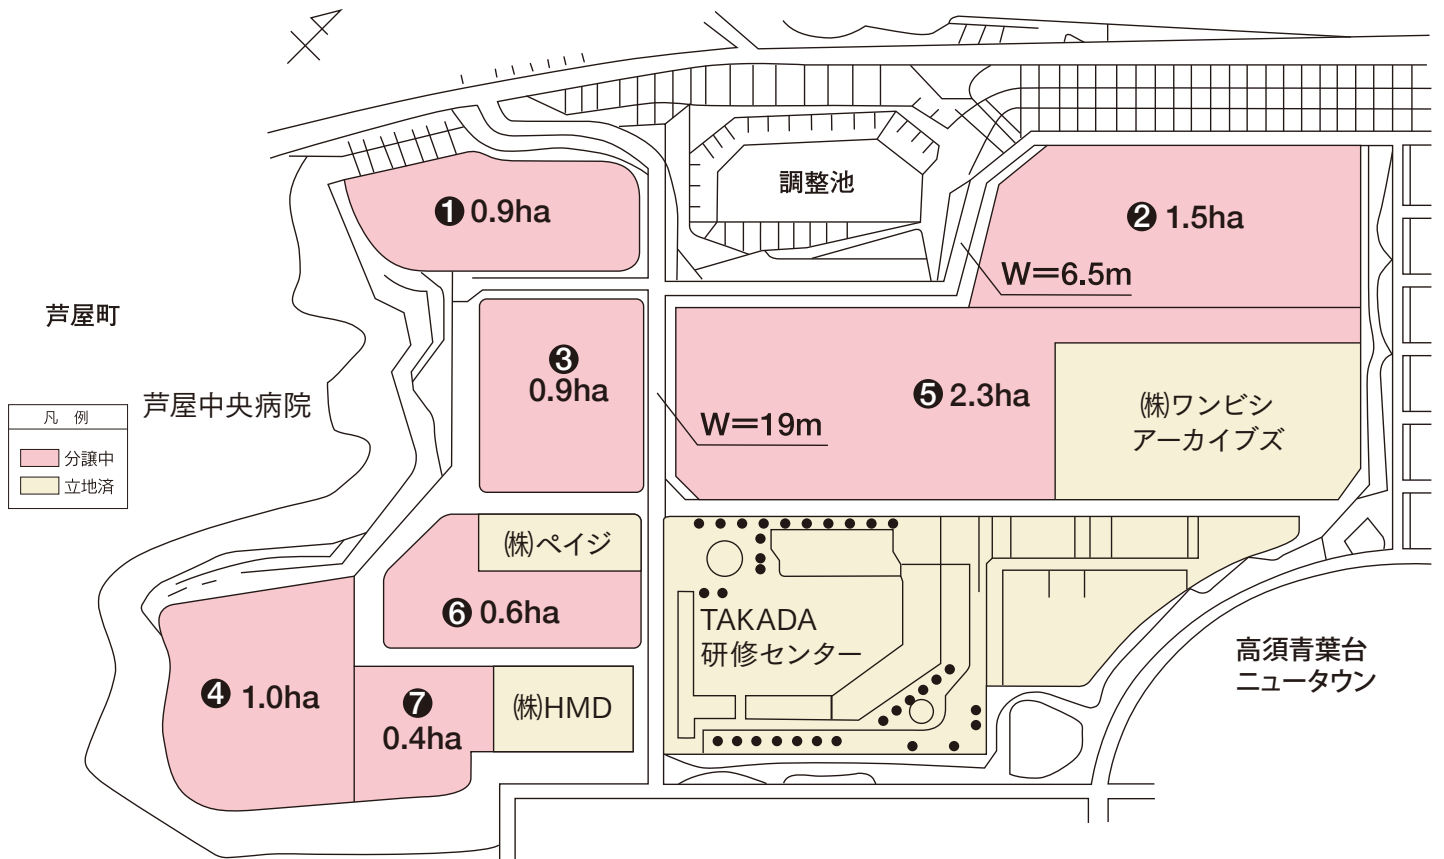 ❶ 0.9ha
調整池
❷ 1.5ha
W=6.5m
芦屋町
芦屋中央病院
凡 例
分譲中
立地済
❸
0.9ha
W=19m
❺ 2.3ha
㈱ワンビシ
アーカイブズ
㈱ペイジ
❻ 0.6ha
TAKADA
研修センター
高須青葉台
ニュータウン
❹ 1.0ha
❼
0.4ha
㈱HMD